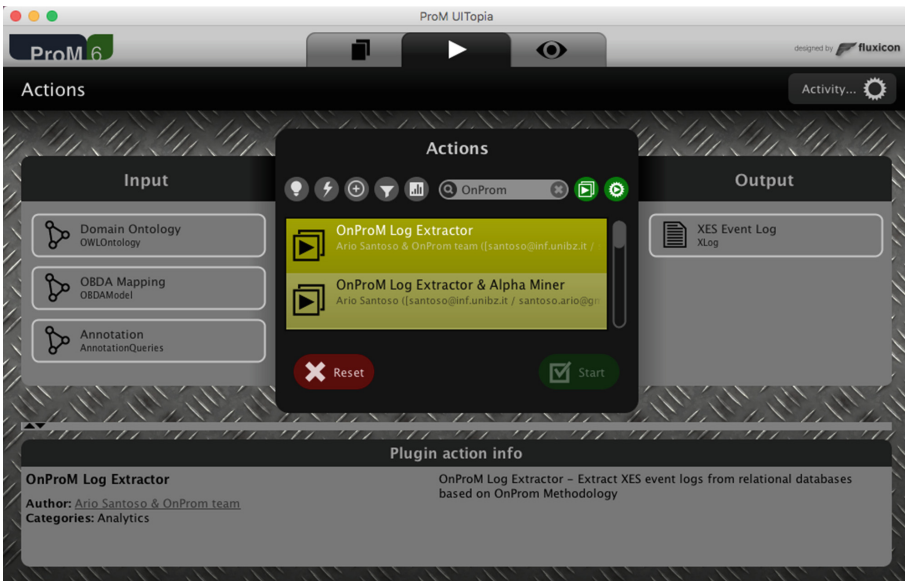 ProM UITopia
ProM 6
designed by fluxicon
Actions
Activity...
Input
Domain Ontology
OWLOntology
OBDA Mapping
OBDAModel
Annotation
AnnotationQueries
Actions
OnProm
OnProM Log Extractor
Ario Santoso & OnProm team ([santoso@inf.unibz.it /
OnProM Log Extractor & Alpha Miner
Ario Santoso ([santoso@inf.unibz.it / santoso.ario@gm
Reset
Start
Output
XES Event Log
XLog
Plugin action info
OnProM Log Extractor
Author: Ario Santoso & OnProm team
Categories: Analytics
OnProM Log Extractor - Extract XES event logs from relational databases
based on OnProm Methodology